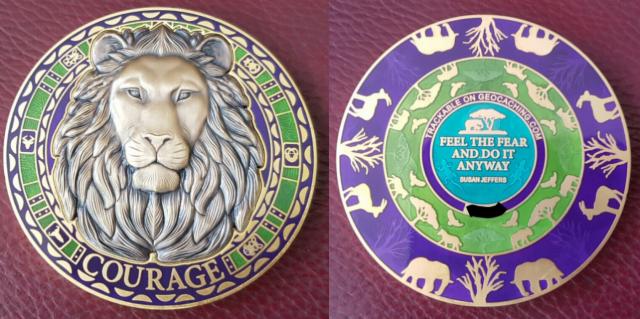 COURAGE
TRACKABLE ON GEOCACHING.COM
FEEL THE FEAR
AND DO IT
ANYWAY
SUSAN JEFFERS